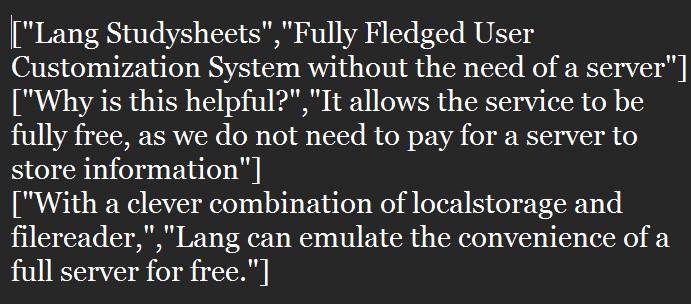 ["Lang Studysheets","Fully Fledged User
Customization System without the need of a server"]
["Why is this helpful?","It allows the service to be
fully free, as we do not need to pay for a server to
store information"]
["With a clever combination of localstorage and
filereader,","Lang can emulate the convenience of a
full server for free."]